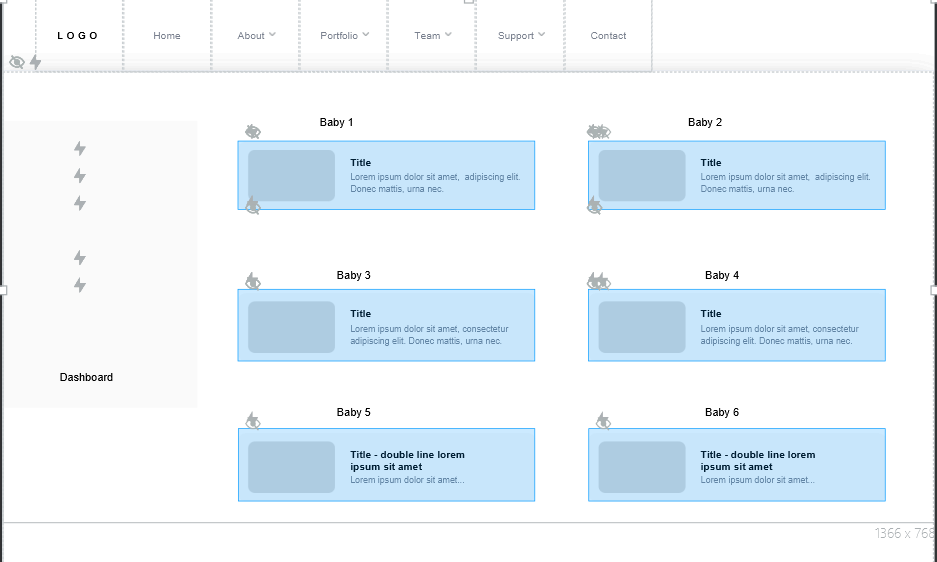 LOGO
Home
About
Portfolio
Team
Support
Contact
Baby 1
Baby 2
Title
Lorem ipsum dolor sit amet,  adipiscing elit.
Donec mattis, urna nec.
Title
Lorem ipsum dolor sit amet,  adipiscing elit.
Donec mattis, urna nec.
Baby 3
Baby 4
Title
Lorem ipsum dolor sit amet, consectetur
adipiscing elit. Donec mattis, urna nec.
Title
Lorem ipsum dolor sit amet, consectetur
adipiscing elit. Donec mattis, urna nec.
Dashboard
Baby 5
Baby 6
Title - double line lorem
ipsum sit amet
Lorem ipsum dolor sit amet...
Title - double line lorem
ipsum sit amet
Lorem ipsum dolor sit amet...
1366 x 768